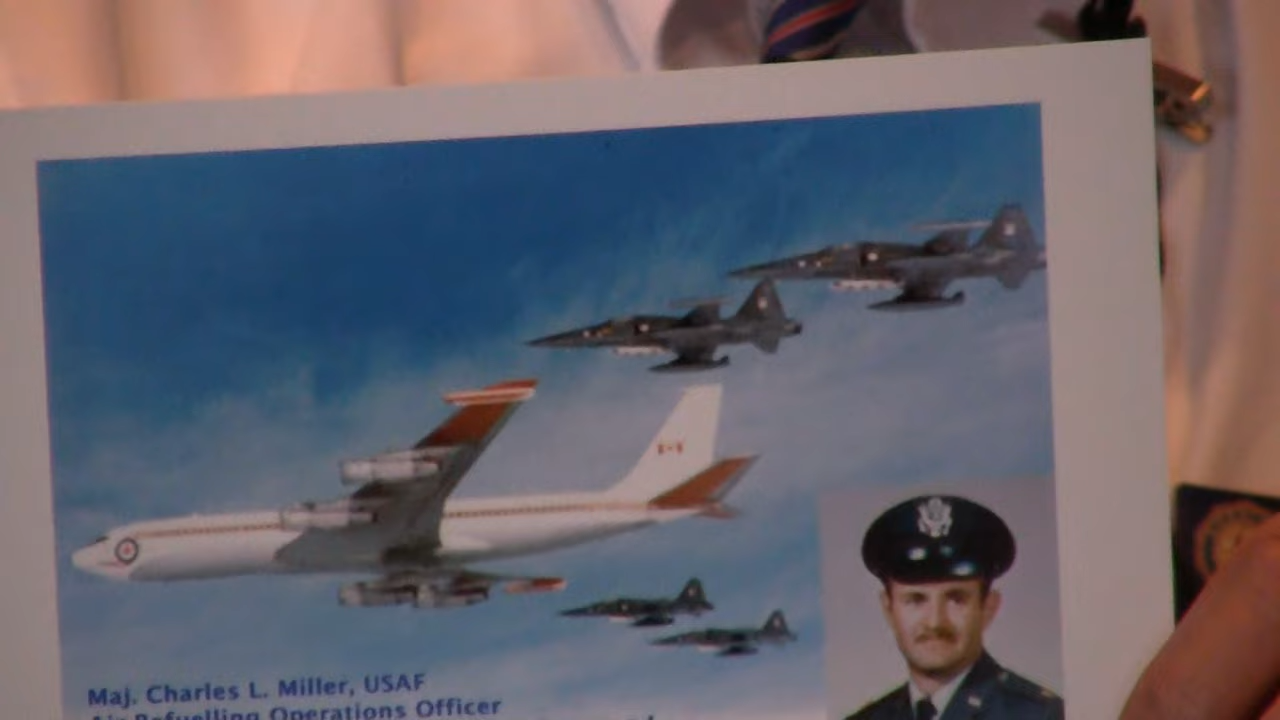 Maj. Charles L. Miller, USAF
Air Refuelling Operations Officer